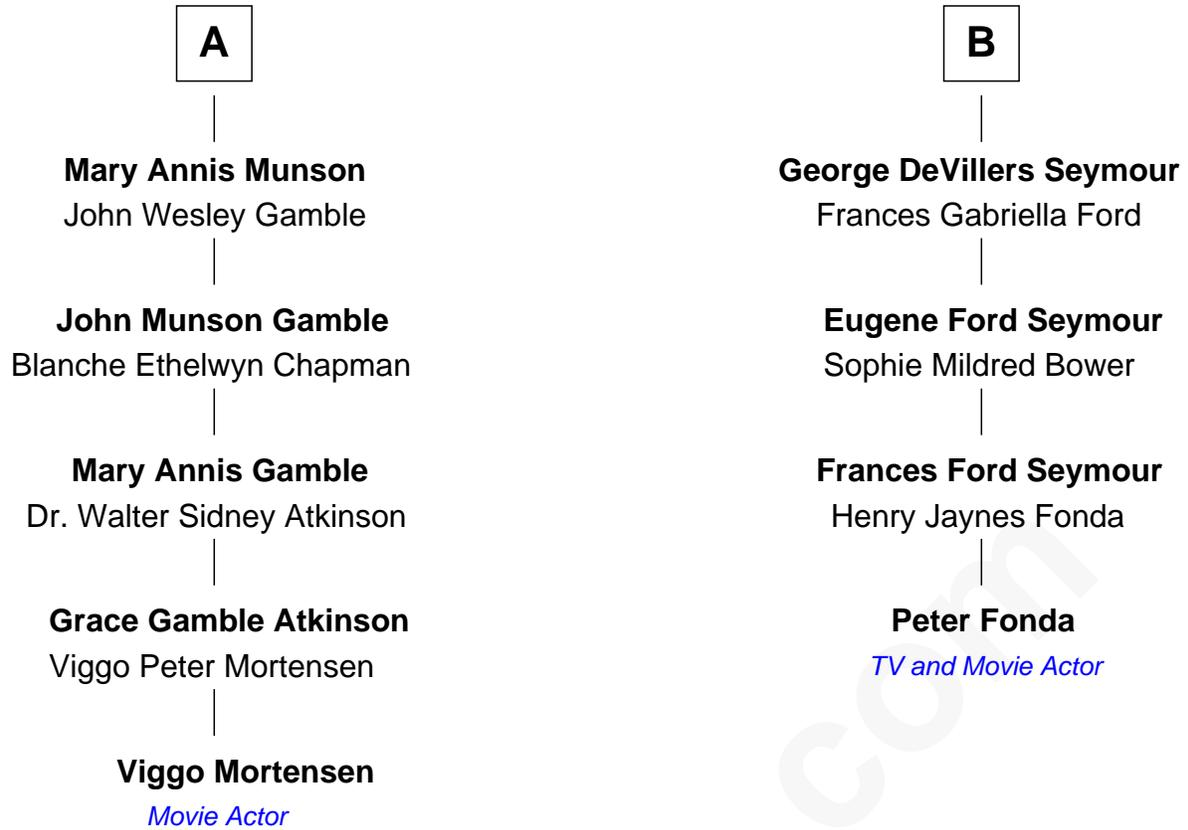 A
Mary Annis Munson
John Wesley Gamble
John Munson Gamble
Blanche Ethelwyn Chapman
Mary Annis Gamble
Dr. Walter Sidney Atkinson
Grace Gamble Atkinson
Viggo Peter Mortensen
Viggo Mortensen
Movie Actor
B
George DeVillers Seymour
Frances Gabriella Ford
Eugene Ford Seymour
Sophie Mildred Bower
Frances Ford Seymour
Henry Jaynes Fonda
Peter Fonda
TV and Movie Actor
com